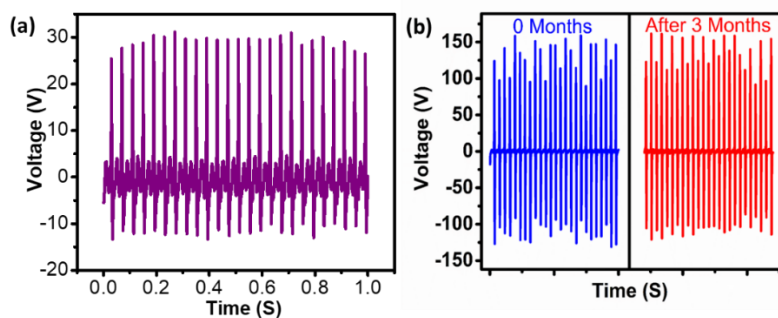 (a)
Voltage (V)
30
20
10
0
-10
-20
0.0 0.2 0.4 0.6 0.8 1.0
Time (S)
(b)
Voltage (V)
150
100
50
0
-50
-100
-150
0 Months
After 3 Months
Time (S)